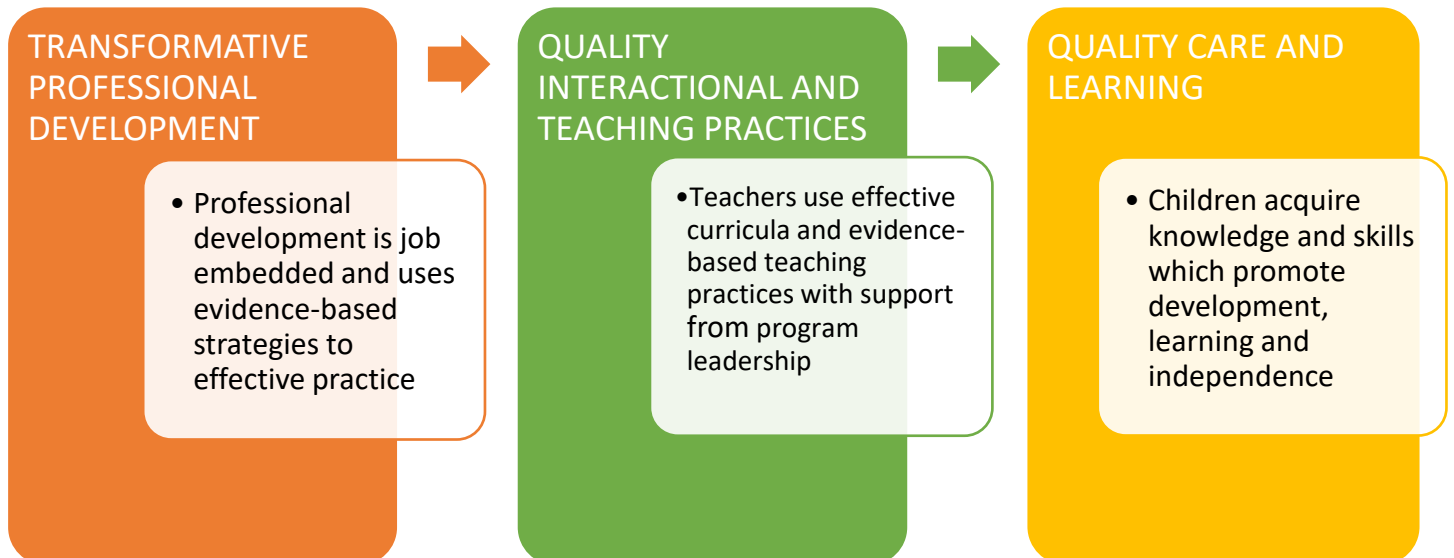 TRANSFORMATIVE
PROFESSIONAL
DEVELOPMENT
• Professional
development is job
embedded and uses
evidence-based
strategies to
effective practice
QUALITY
INTERACTIONAL AND
TEACHING PRACTICES
•Teachers use effective
curricula and evidence-
based teaching
practices with support
from program
leadership
QUALITY CARE AND
LEARNING
• Children acquire
knowledge and skills
which promote
development,
learning and
independence